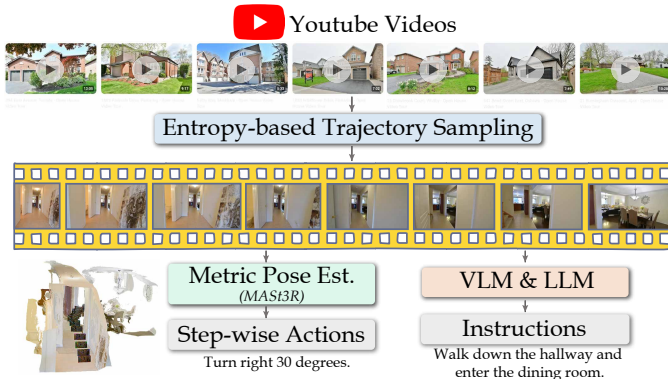 Youtube Videos
Entropy-based Trajectory Sampling
Metric Pose Est.
(MASt3R)
VLM & LLM
Step-wise Actions
Instructions
Turn right 30 degrees.
Walk down the hallway and
enter the dining room.